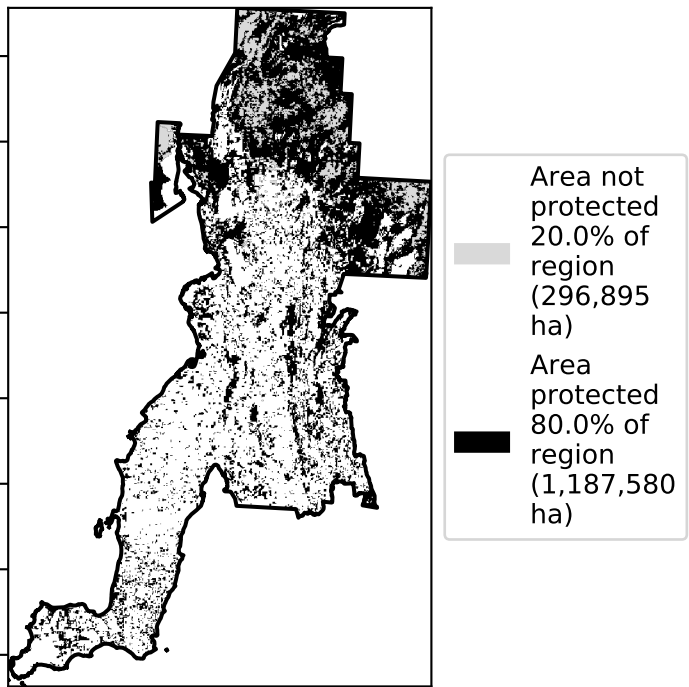 Area not
protected
20.0% of
region
(296,895
ha)
Area
protected
80.0% of
region
(1,187,580
ha)